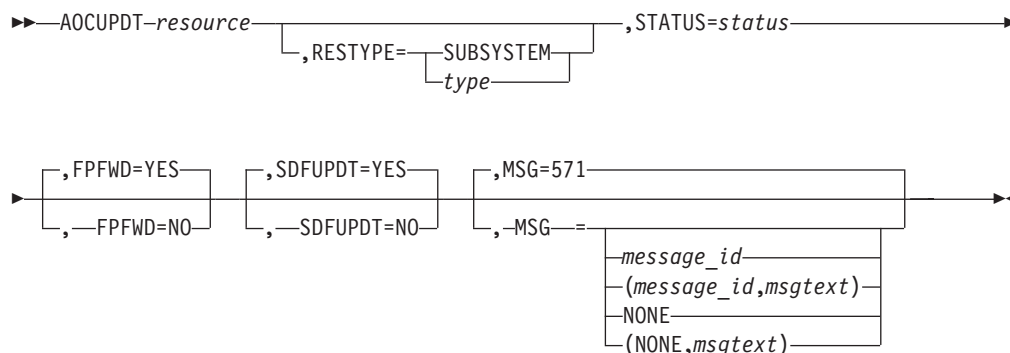 AOCUPDT resource ,STATUS=status
,RESTYPE= SUBSYSTEM
type
,FPFWD=YES ,SDFUPDT=YES ,MSG=571
, FPFWD=NO , SDFUPDT=NO , MSG =
message_id
(message_id,msgtext)
NONE
(NONE,msgtext)